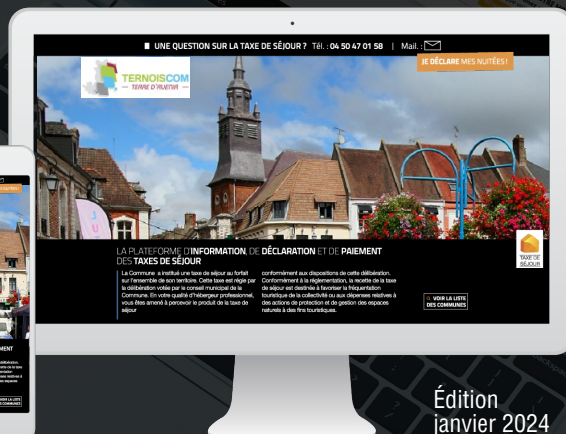 UNE QUESTION SUR LA TAXE DE SÉJOUR ? Tél. : 04 50 47 01 58 | Mail. :
JE DÉCLARE MES NUITÉES !
TERNOISCOM
TERRE D'AVENIR
LA PLATEFORME D'INFORMATION, DE DÉCLARATION ET DE PAIEMENT
DES TAXES DE SÉJOUR
La Commune a institué une taxe de séjour au forfait
sur l'ensemble de son territoire. Cette taxe est régie par
la délibération votée par le conseil municipal de la
Commune. En votre qualité d'hébergeur professionnel,
vous êtes amené à percevoir le produit de la taxe de
séjour
conformément aux dispositions de cette délibération.
Conformément à la réglementation, la recette de la taxe
de séjour est destinée à favoriser la fréquentation
touristique de la collectivité ou aux dépenses relatives à
des actions de protection et de gestion des espaces
naturels à des fins touristiques.
TAXE DE
SÉJOUR
VOIR LA LISTE
DES COMMUNES
Édition
janvier 2024